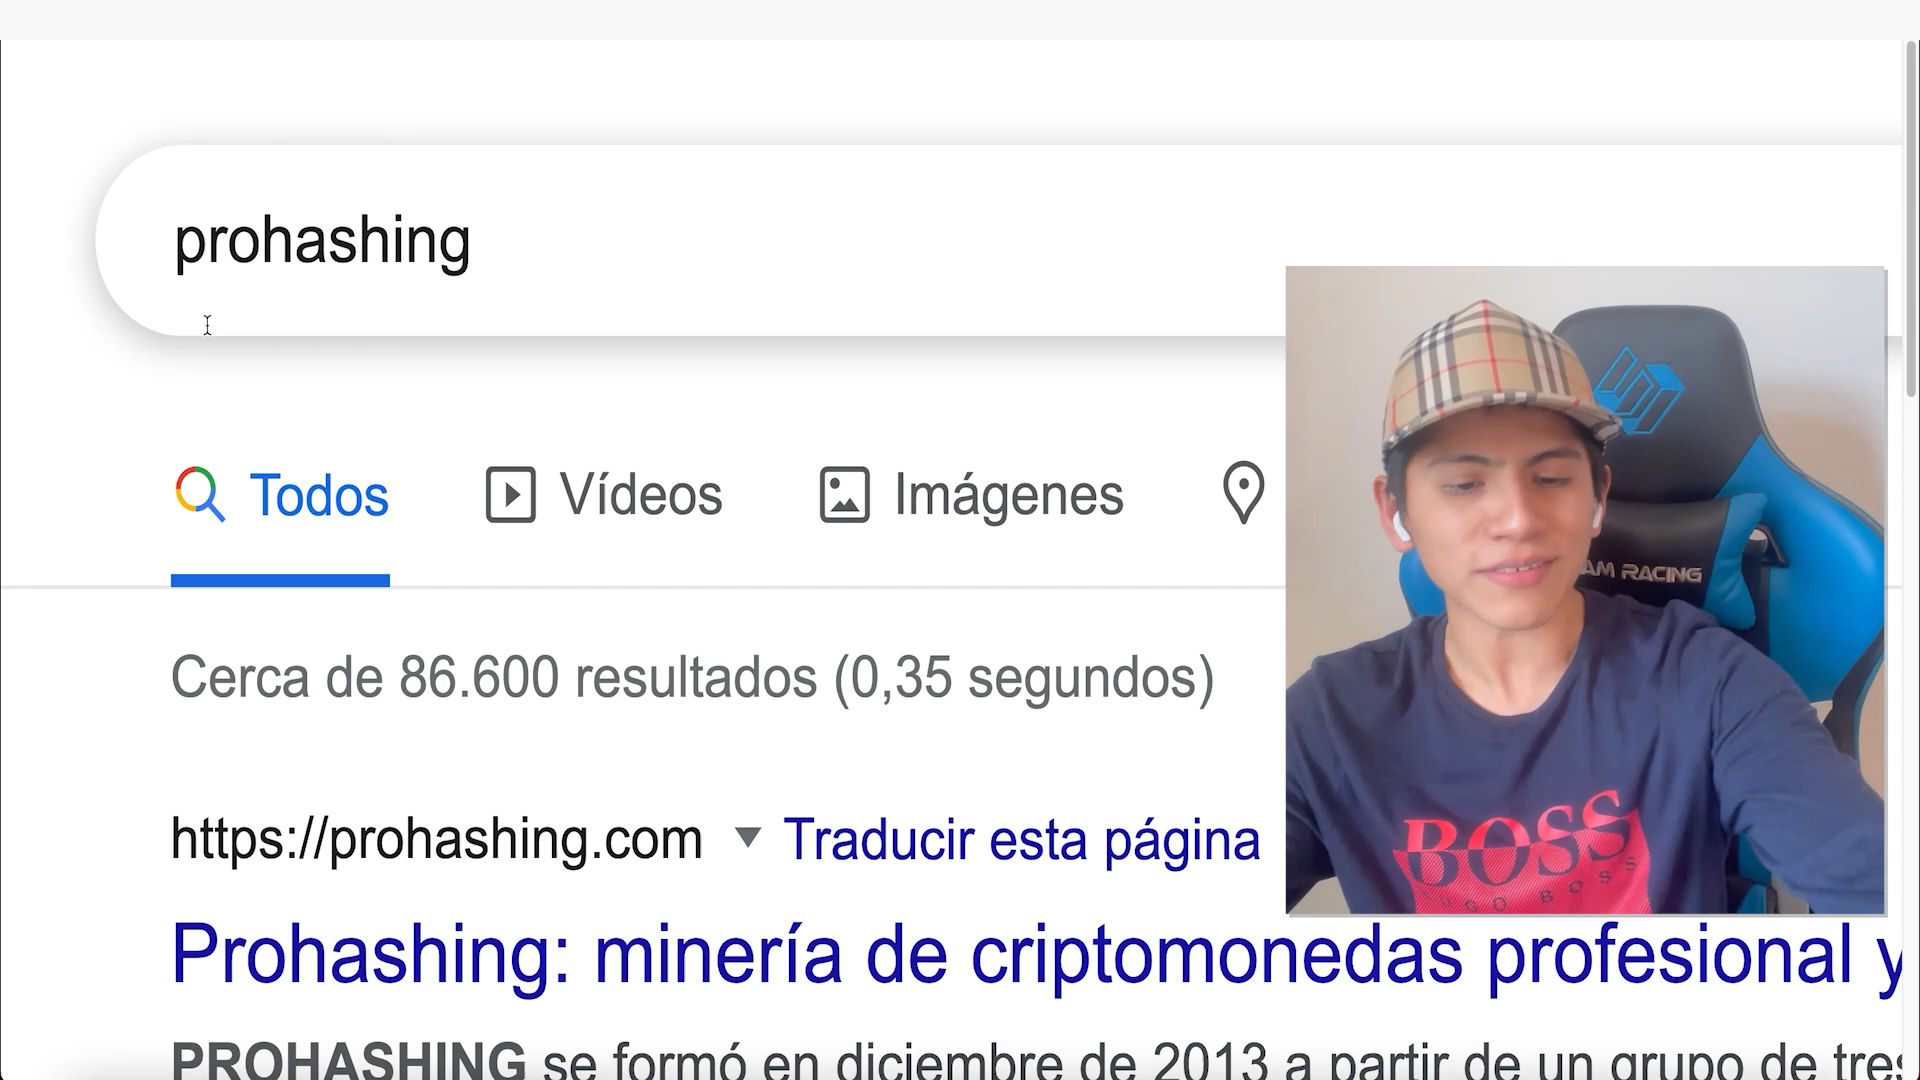 prohashing
Todos
Vídeos
Imágenes
Cerca de 86.600 resultados (0,35 segundos)
https://prohashing.com
Traducir esta página
AM RACING
BOSS
HUGO BOSS
Prohashing: minería de criptomonedas profesional y
PROHASHING se formó en diciembre de 2013 a partir de un grupo de tres